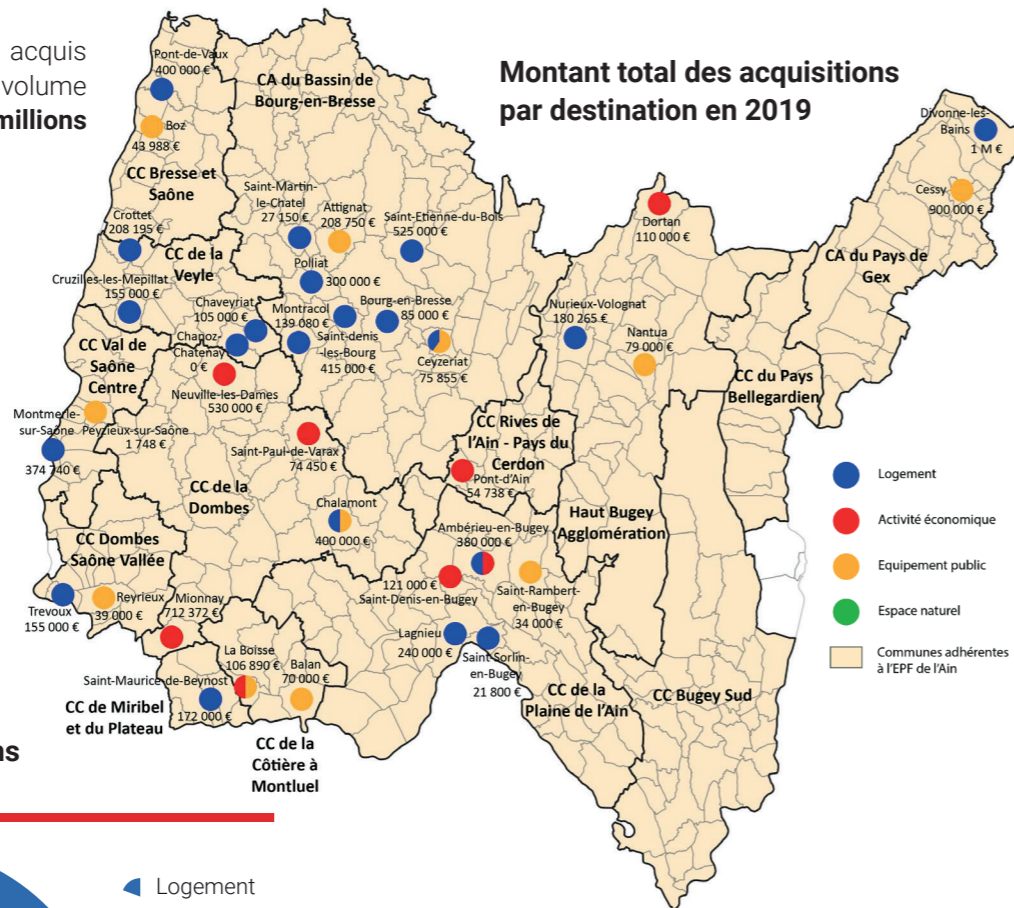 acquis
volume
millions
Montant total des acquisitions
par destination en 2019
Pont-de-Vaux
400 000 €
Boz
43 988 €
CC Bresse et
Saône
CA du Bassin de
Bourg-en-Bresse
Divonne-les-
Bains
1 M €
Cessy
900 000 €
CA du Pays de
Gex
Dortan
110 000 €
Saint-Martin-
le-Chatel
27 150 €
Attignat
208 750 €
Saint-Etienne-du-Bois
525 000 €
Crottet
208 195 €
CC de la
Veyle
Polliat
300 000 €
Cruzilles-les-Mepillat
155 000 €
Chaveyriat
105 000 €
Montracol
139 080 €
Bourg-en-Bresse
85 000 €
Nurieux-Volognat
180 265 €
Nantua
79 000 €
Chanoz-
Chatenay
0 €
Saint-denis
-les-Bourg
415 000 €
Ceyzeriat
75 855 €
CC Val de
Saône
Centre
CC du Pays
Bellegardien
Neuville-les-Dames
530 000 €
Montmerle-
sur-Saône
374 740 €
Peyzieux-sur-Saône
1 748 €
Saint-Paul-de-Varax
74 450 €
CC Rives de
l'Ain - Pays du
Cerdon
Pont-d'Ain
54 738 €
CC de la
Dombes
Chalamont
400 000 €
Haut Bugey
Agglomération
Ambérieu-en-Bugey
380 000 €
CC Dombes
Saône Vallée
121 000 €
Saint-Denis-en-Bugey
Saint-Rambert-
en-Bugey
34 000 €
Trevoux
155 000 €
Reyrieux
39 000 €
Mionnay
712 372 €
Lagnieu
240 000 €
Saint-Sorlin-
en-Bugey
21 800 €
La Boisse
106 890 €
Balan
70 000 €
Saint-Maurice-de-Beynost
172 000 €
CC de Miribel
et du Plateau
CC de la
Côtière à
Montluel
CC de la
Plaine de l'Ain
CC Bugey Sud
Logement
Activité économique
Equipement public
Espace naturel
Communes adhérentes
à l'EPF de l'Ain
ns
Logement